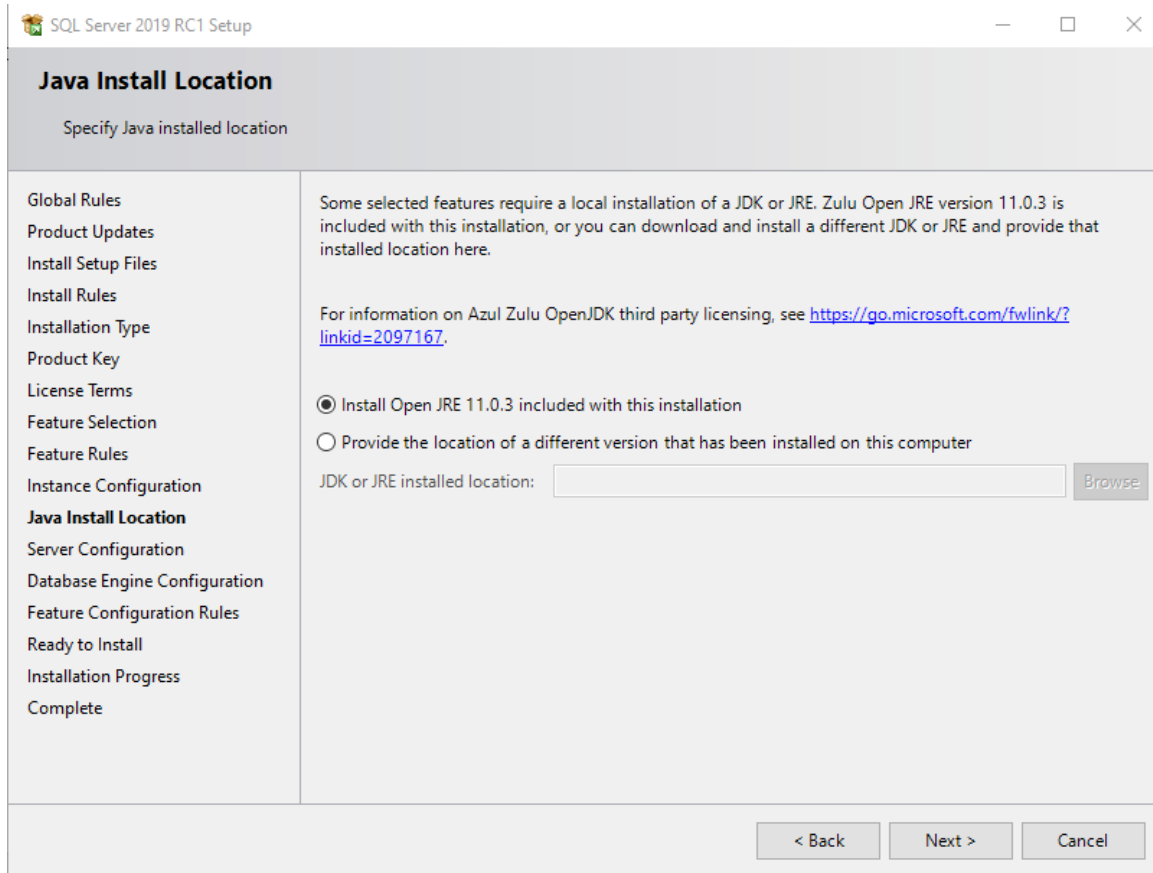 SQL Server 2019 RC1 Setup
Java Install Location
Specify Java installed location
Global Rules
Product Updates
Install Setup Files
Install Rules
Installation Type
Product Key
License Terms
Feature Selection
Feature Rules
Instance Configuration
Java Install Location
Server Configuration
Database Engine Configuration
Feature Configuration Rules
Ready to Install
Installation Progress
Complete
Some selected features require a local installation of a JDK or JRE. Zulu Open JRE version 11.0.3 is
included with this installation, or you can download and install a different JDK or JRE and provide that
installed location here.
For information on Azul Zulu OpenJDK third party licensing, see https://go.microsoft.com/fwlink/?
linkid=2097167.
Install Open JRE 11.0.3 included with this installation
Provide the location of a different version that has been installed on this computer
JDK or JRE installed location:
Browse
< Back
Next >
Cancel